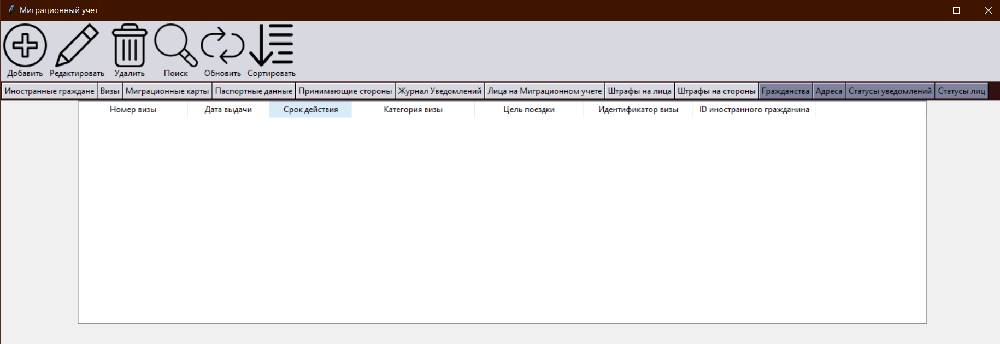 Миграционный учет
Добавить Редактировать Удалить Поиск Обновить Сортировать
Иностранные граждане Визы Миграционные карты Паспортные данные Принимающие стороны Журнал Уведомлений Лица на Миграционном учете Штрафы на лица Штрафы на стороны Гражданства Адреса Статусы уведомлений Статусы лиц
Номер визы Дата выдачи Срок действия Категория визы Цель поездки Идентификатор визы ID иностранного гражданина